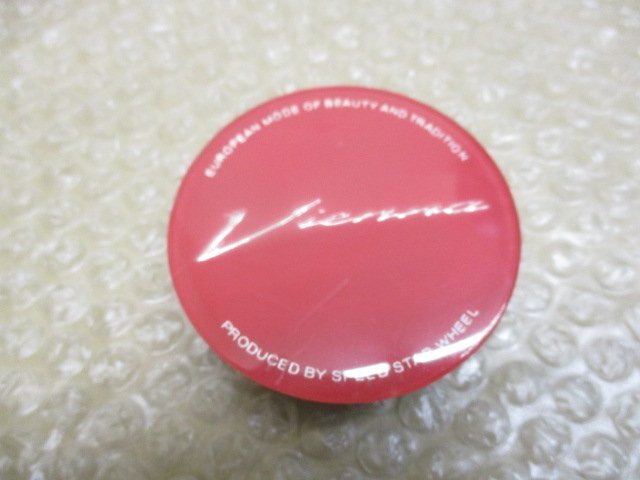 EUROPEAN MODE OF BEAUTY AND TRADITION
Vienna
PRODUCED BY SPEED STAR WHEEL